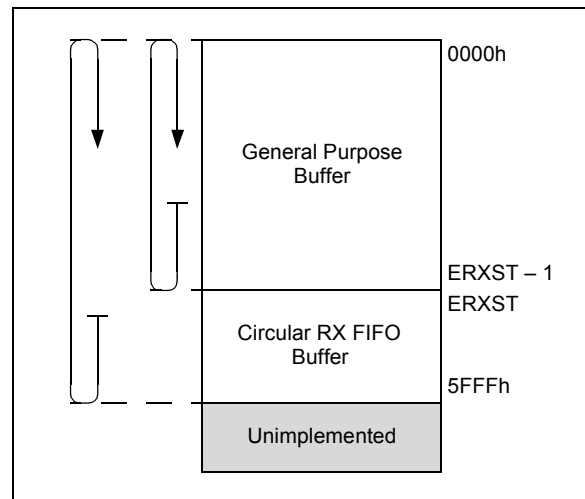 0000h
General Purpose
Buffer
ERXST – 1
ERXST
Circular RX FIFO
Buffer
5FFFh
Unimplemented